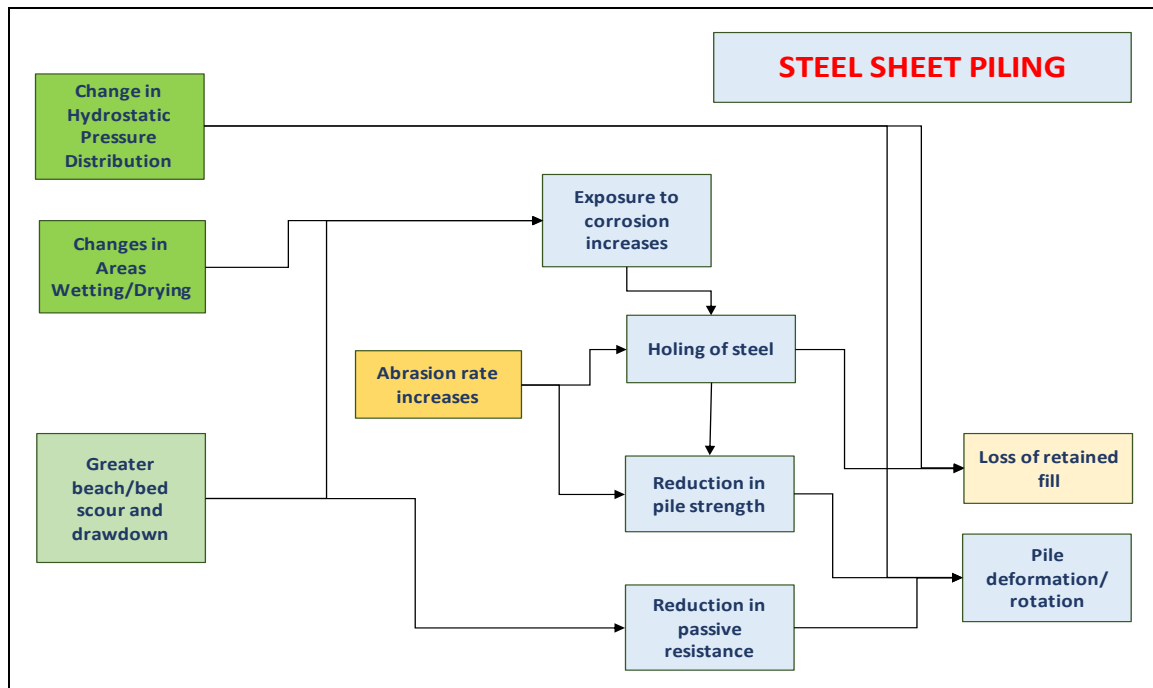 STEEL SHEET PILING
Change in
Hydrostatic
Pressure
Distribution
Exposure to
corrosion
increases
Changes in
Areas
Wetting/Drying
Holing of steel
Abrasion rate
increases
Greater
beach/bed
scour and
drawdown
Reduction in
pile strength
Loss of retained
fill
Pile
deformation/
rotation
Reduction in
passive
resistance